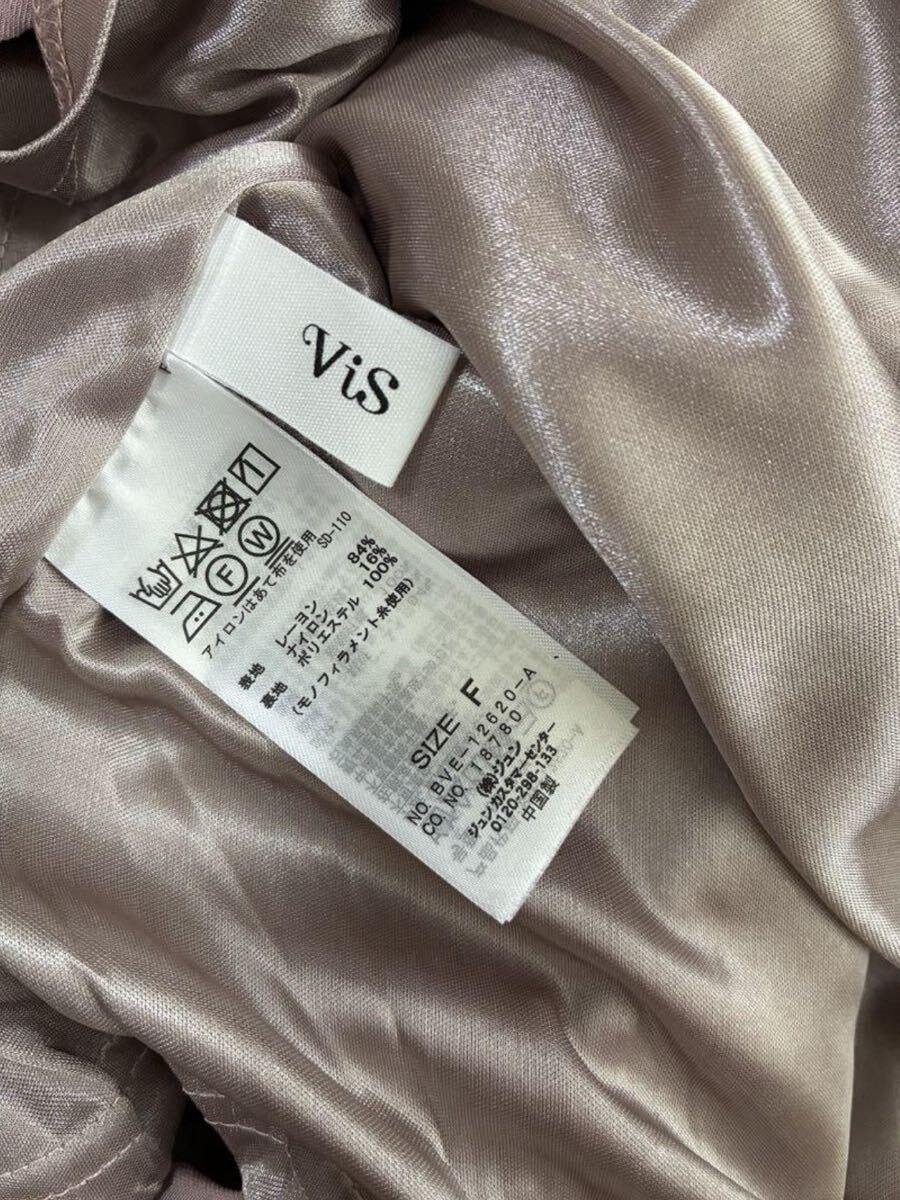 ViS
F W
アイロンはあて布を使用
SD-110
表地 レーヨン 84%
ナイロン 16%
裏地 ポリエステル 100%
(モノフィラメント糸使用)
SIZE F
NO. BVE-12620-A
CO. NO. 18780
(株)ジュン
ジュンカスタマーセンター
0120-298-133
中国製